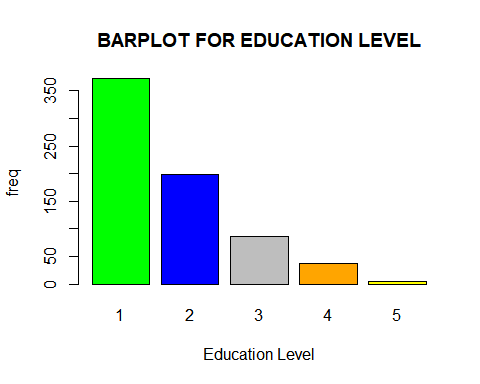 BARPLOT FOR EDUCATION LEVEL
350
250
150
50
0
freq
1 2 3 4 5
Education Level